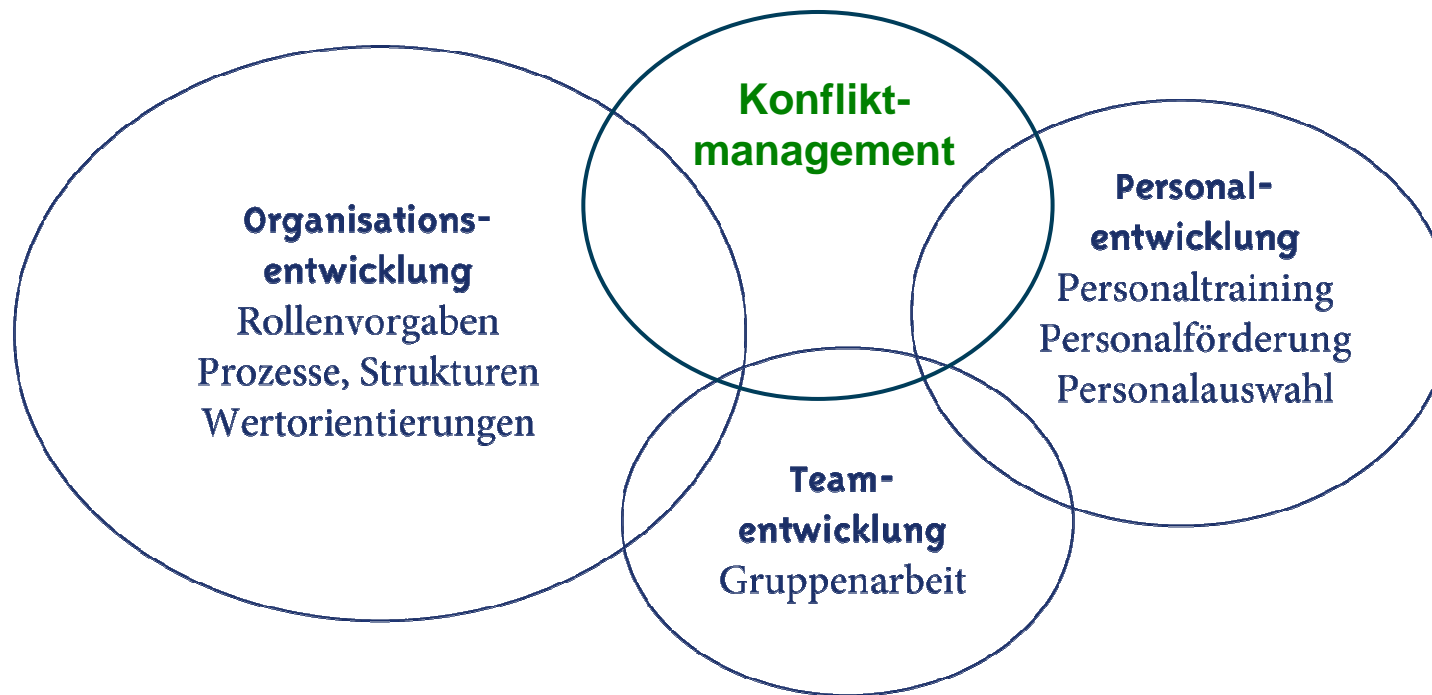 Konflikt-
management
Organisations-
entwicklung
Rollenvorgaben
Prozesse, Strukturen
Wertorientierungen
Personal-
entwicklung
Personaltraining
Personalförderung
Personalauswahl
Team-
entwicklung
Gruppenarbeit